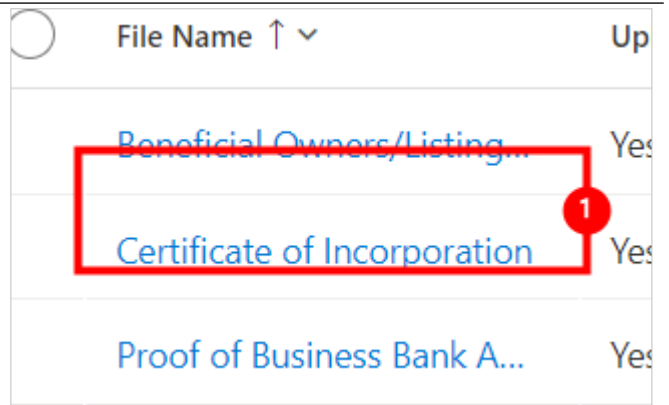 File Name ↑ Up
Beneficial Owners/Listing... Yes
1
Certificate of Incorporation Yes
Proof of Business Bank A... Yes